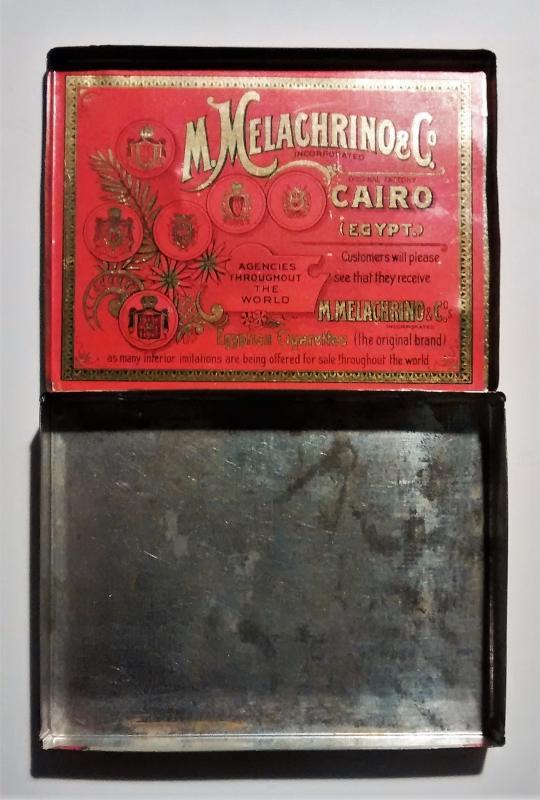 M. MELACHRINO & Co.
INCORPORATED
ORIGINAL FACTORY
CAIRO
(EGYPT.)
AGENCIES
THROUGHOUT
THE
WORLD
Customers will please
see that they receive
M. MELACHRINO & Co.'s
INCORPORATED
Egyptian Cigarettes (the original brand)
as many inferior imitations are being offered for sale throughout the world